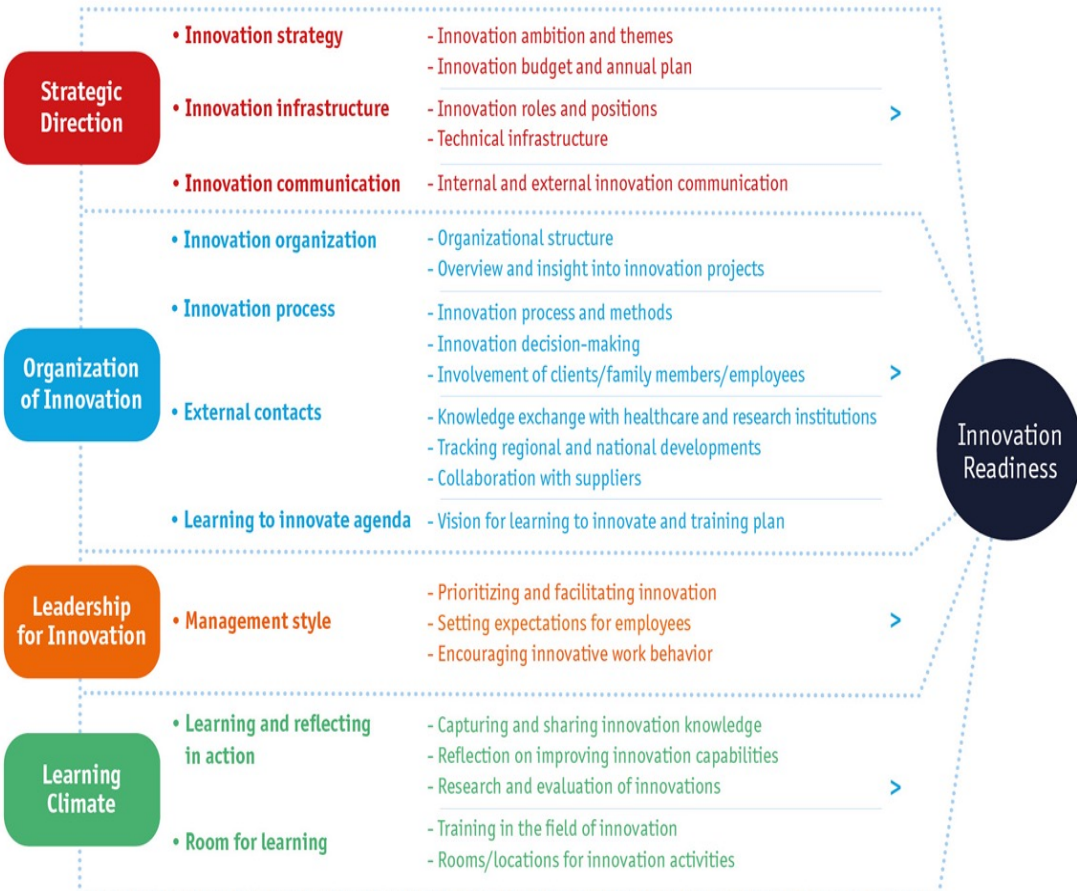 Strategic
Direction
• Innovation strategy
- Innovation ambition and themes
- Innovation budget and annual plan
• Innovation infrastructure
- Innovation roles and positions
- Technical infrastructure
>
• Innovation communication
- Internal and external innovation communication
Organization
of Innovation
• Innovation organization
- Organizational structure
- Overview and insight into innovation projects
• Innovation process
- Innovation process and methods
- Innovation decision-making
- Involvement of clients/family members/employees
>
• External contacts
- Knowledge exchange with healthcare and research institutions
- Tracking regional and national developments
- Collaboration with suppliers
• Learning to innovate agenda
- Vision for learning to innovate and training plan
Leadership
for Innovation
• Management style
- Prioritizing and facilitating innovation
- Setting expectations for employees
- Encouraging innovative work behavior
>
Learning
Climate
• Learning and reflecting
in action
- Capturing and sharing innovation knowledge
- Reflection on improving innovation capabilities
- Research and evaluation of innovations
>
• Room for learning
- Training in the field of innovation
- Rooms/locations for innovation activities
Innovation
Readiness